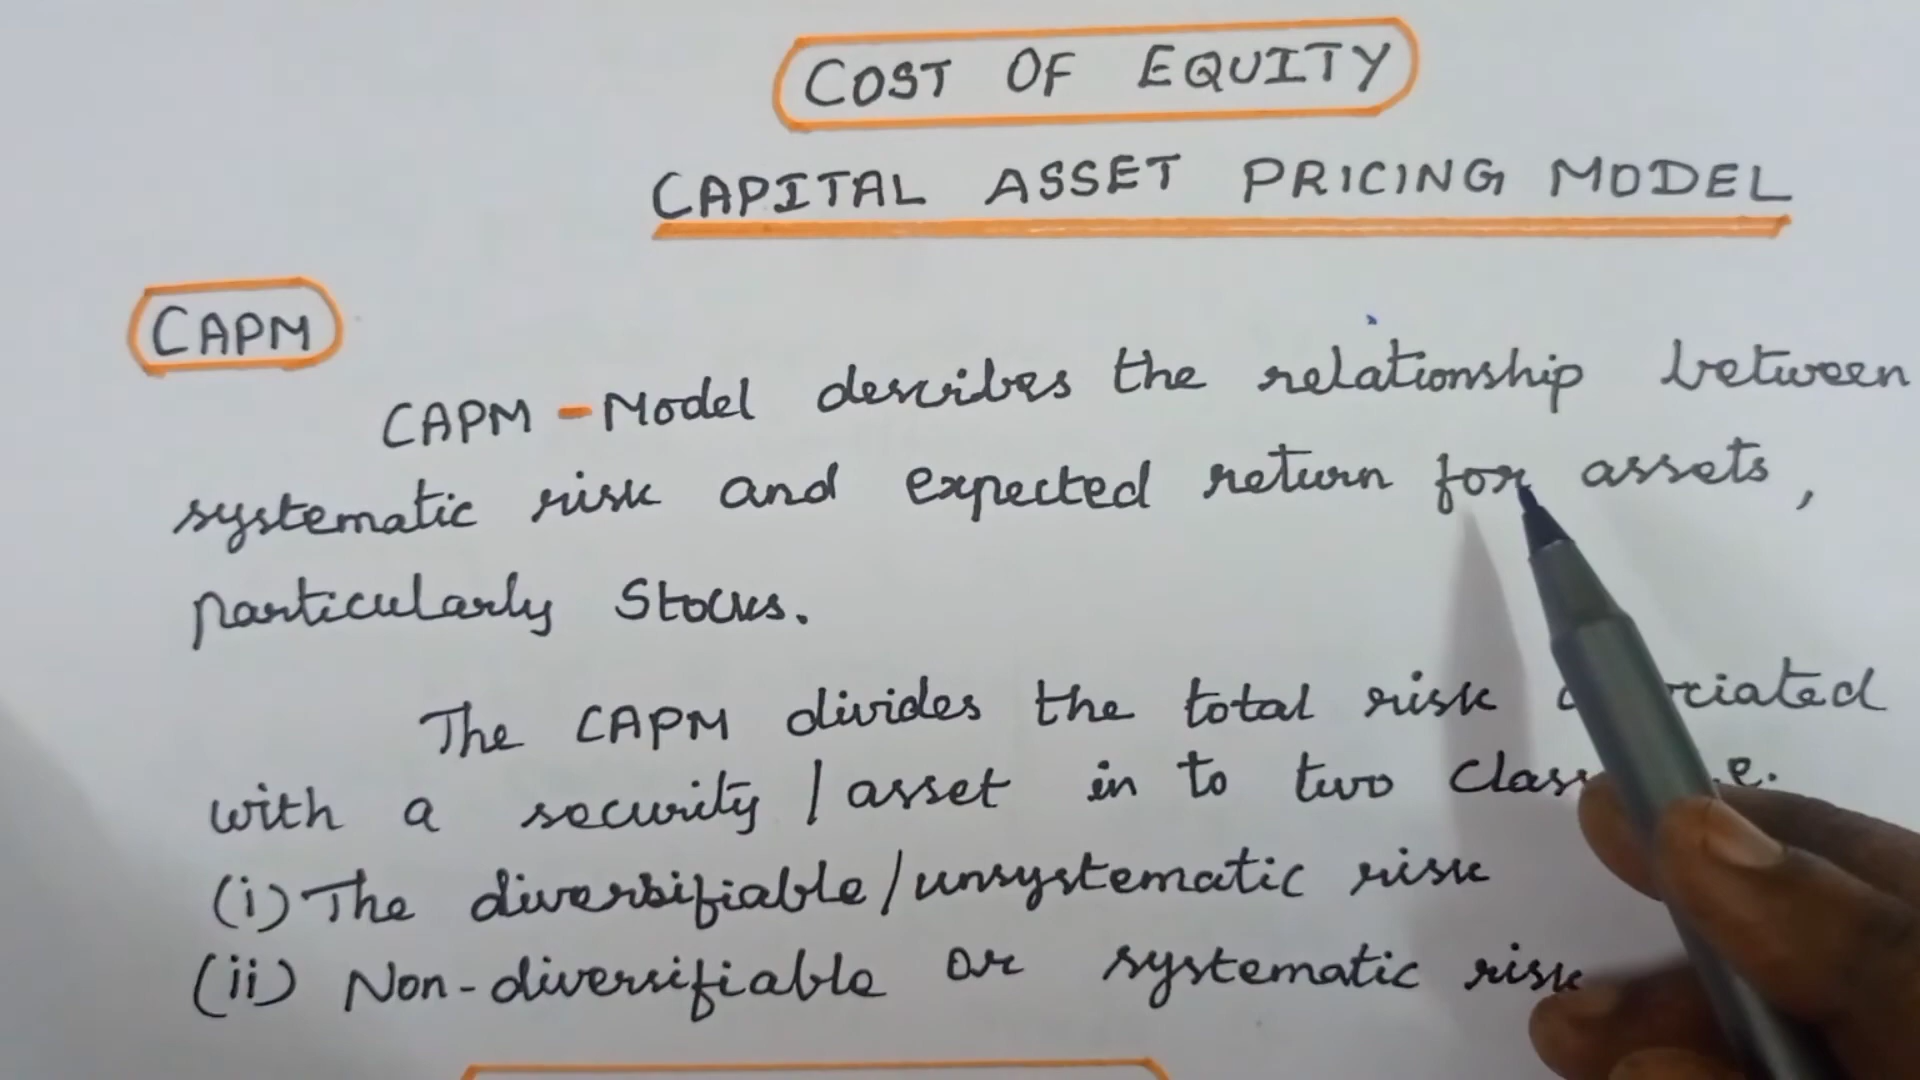 COST OF EQUITY
CAPITAL ASSET PRICING MODEL
CAPM
CAPM - Model describes the relationship between
systematic risk and expected return for assets,
particularly Stocks.
The CAPM divides the total risk
with a security / asset in to two
(i) The diversifiable/unsystematic risk
(ii) Non-diversifiable or systematic risk